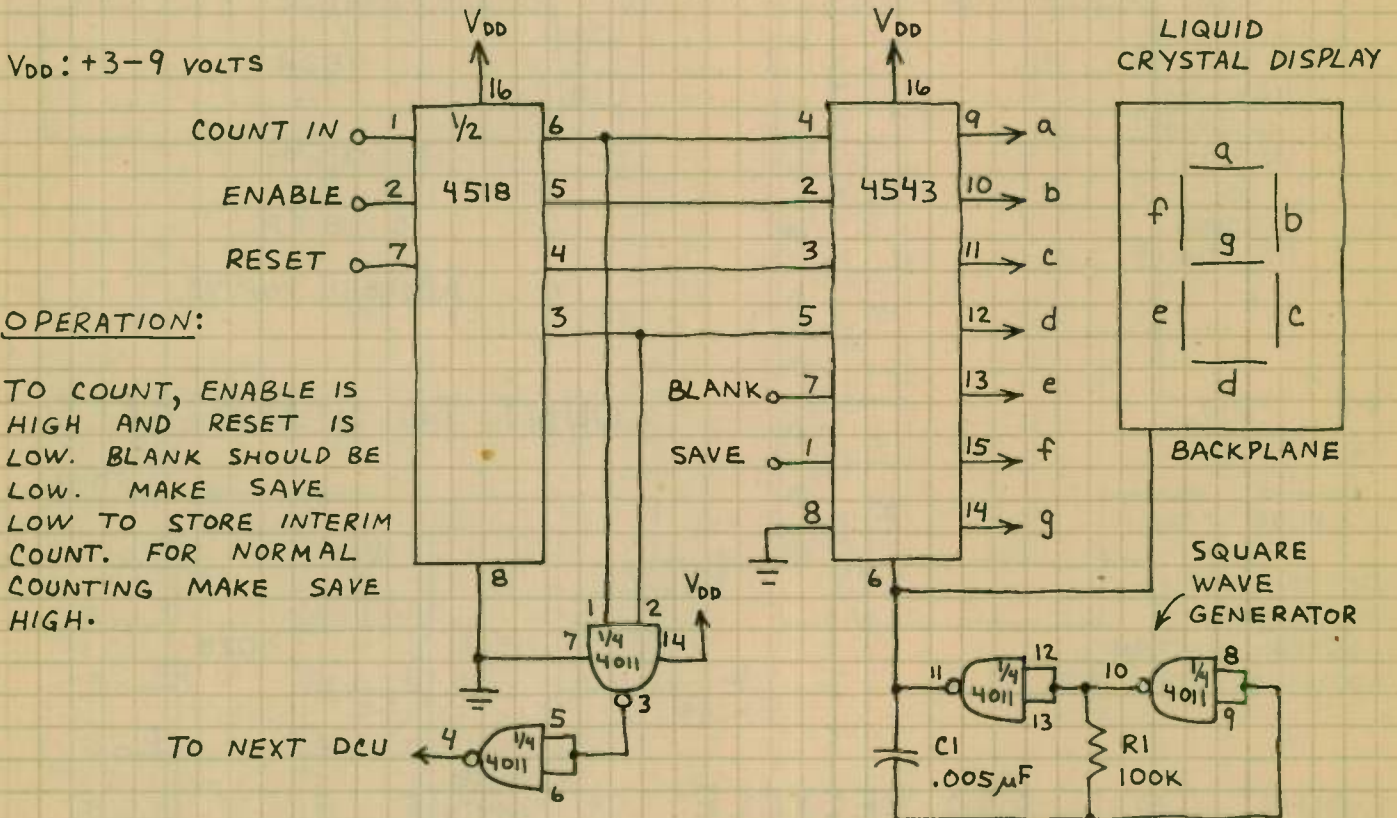 VDD: +3-9 VOLTS
VDD
VDD
LIQUID
CRYSTAL DISPLAY
16
16
COUNT IN 1
1/2
6
4
9 a
ENABLE 2
4518
5
2
4543
10 b
RESET 7
4
3
11 c
3
5
12 d
BLANK 7
13 e
SAVE 1
15 f
8
14 g
8
6
a
f
b
g
e
c
d
BACKPLANE
OPERATION:
TO COUNT, ENABLE IS
HIGH AND RESET IS
LOW. BLANK SHOULD BE
LOW. MAKE SAVE
LOW TO STORE INTERIM
COUNT. FOR NORMAL
COUNTING MAKE SAVE
HIGH.
VDD
1 2
7 1/4 14
4011
3
TO NEXT DCU 4
1/4
4011
5
6
SQUARE
WAVE
GENERATOR
11
1/4
4011
12
13
10
1/4
4011
8
9
C1
.005µF
R1
100K